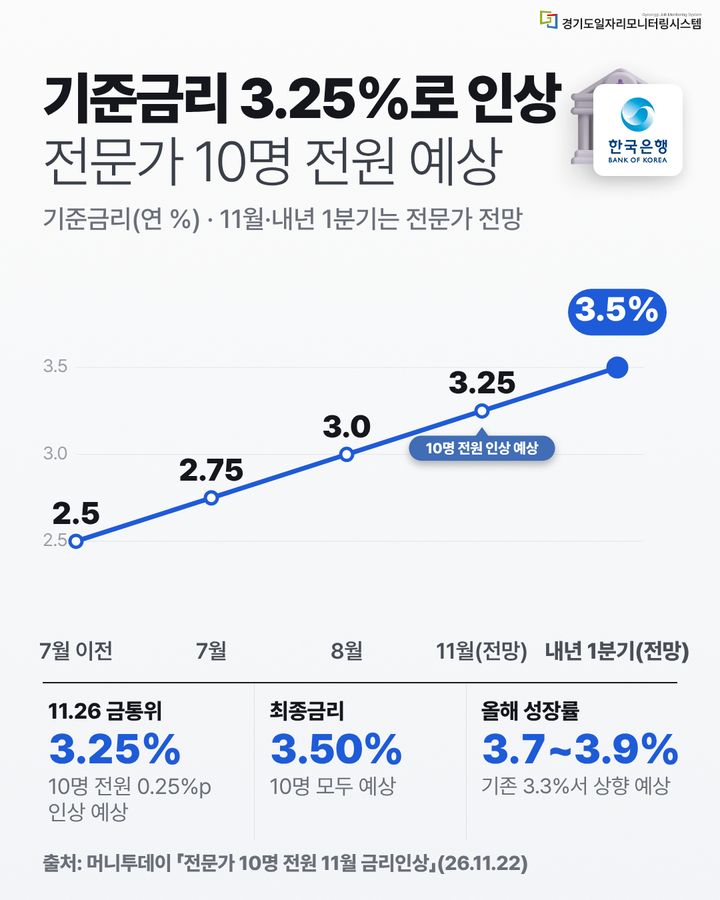 경기도일자리모니터링시스템
기준금리 3.25%로 인상
전문가 10명 전원 예상
한국은행
BANK OF KOREA
기준금리(연 %) · 11월·내년 1분기는 전문가 전망
3.5%
3.5
3.25
3.0
3.0
10명 전원 인상 예상
2.75
2.5
2.5
7월 이전 7월 8월 11월(전망) 내년 1분기(전망)
11.26 금통위
3.25%
10명 전원 0.25%p
인상 예상
최종금리
3.50%
10명 모두 예상
올해 성장률
3.7~3.9%
기존 3.3%서 상향 예상
출처: 머니투데이 「전문가 10명 전원 11월 금리인상」(26.11.22)